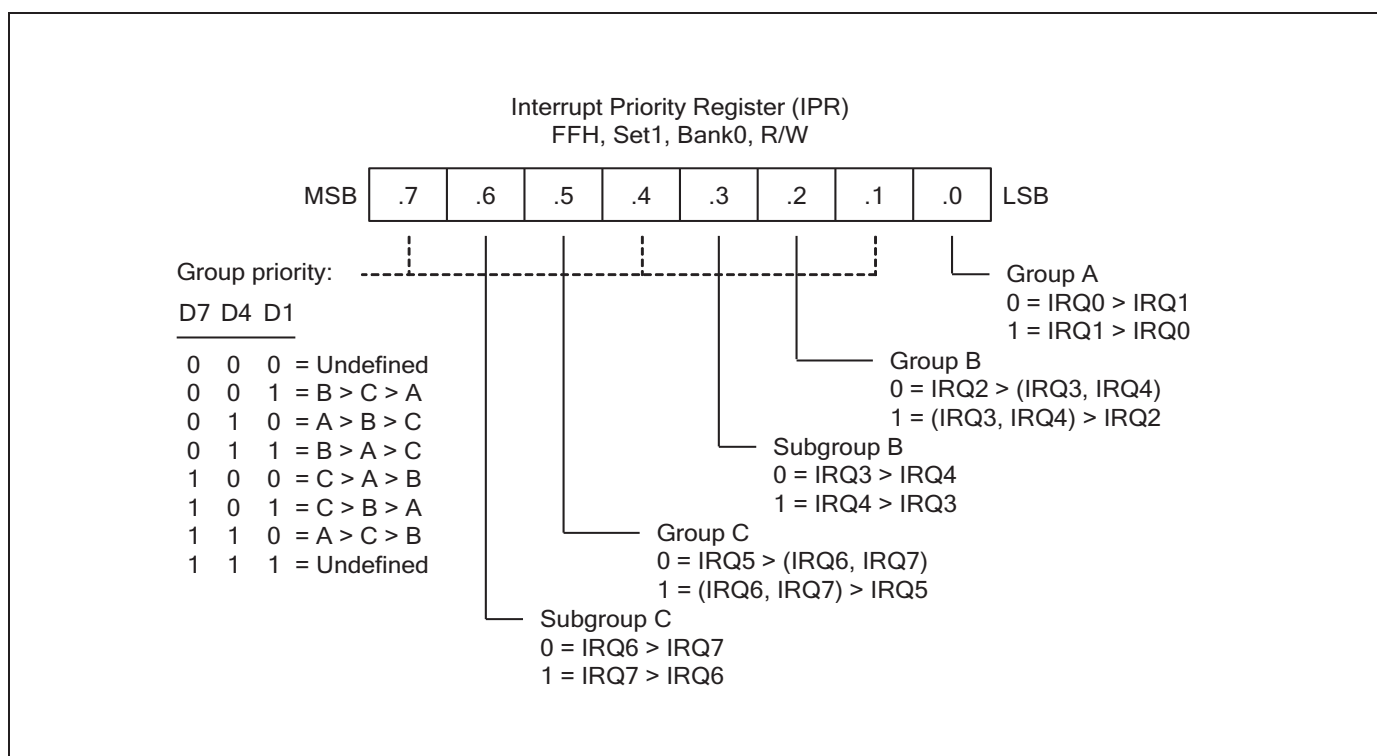 Interrupt Priority Register (IPR)
FFH, Set1, Bank0, R/W
MSB .7 .6 .5 .4 .3 .2 .1 .0 LSB
Group priority:
D7 D4 D1
0 0 0 = Undefined
0 0 1 = B > C > A
0 1 0 = A > B > C
0 1 1 = B > A > C
1 0 0 = C > A > B
1 0 1 = C > B > A
1 1 0 = A > C > B
1 1 1 = Undefined
Group A
0 = IRQ0 > IRQ1
1 = IRQ1 > IRQ0
Group B
0 = IRQ2 > (IRQ3, IRQ4)
1 = (IRQ3, IRQ4) > IRQ2
Subgroup B
0 = IRQ3 > IRQ4
1 = IRQ4 > IRQ3
Group C
0 = IRQ5 > (IRQ6, IRQ7)
1 = (IRQ6, IRQ7) > IRQ5
Subgroup C
0 = IRQ6 > IRQ7
1 = IRQ7 > IRQ6